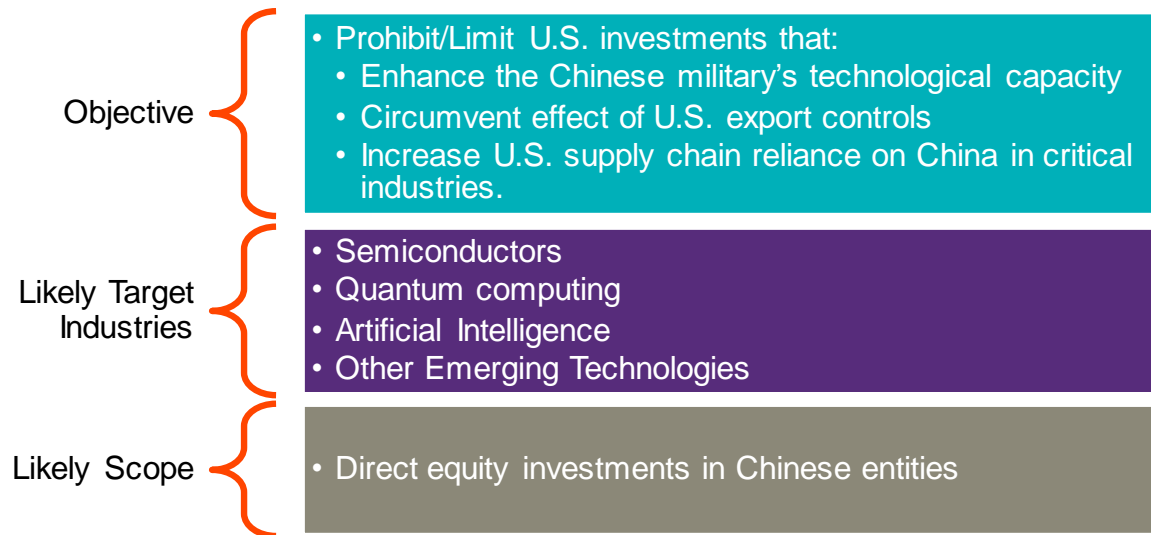 Objective
• Prohibit/Limit U.S. investments that:
• Enhance the Chinese military's technological capacity
• Circumvent effect of U.S. export controls
• Increase U.S. supply chain reliance on China in critical
industries.
Likely Target
Industries
• Semiconductors
• Quantum computing
• Artificial Intelligence
• Other Emerging Technologies
Likely Scope
• Direct equity investments in Chinese entities